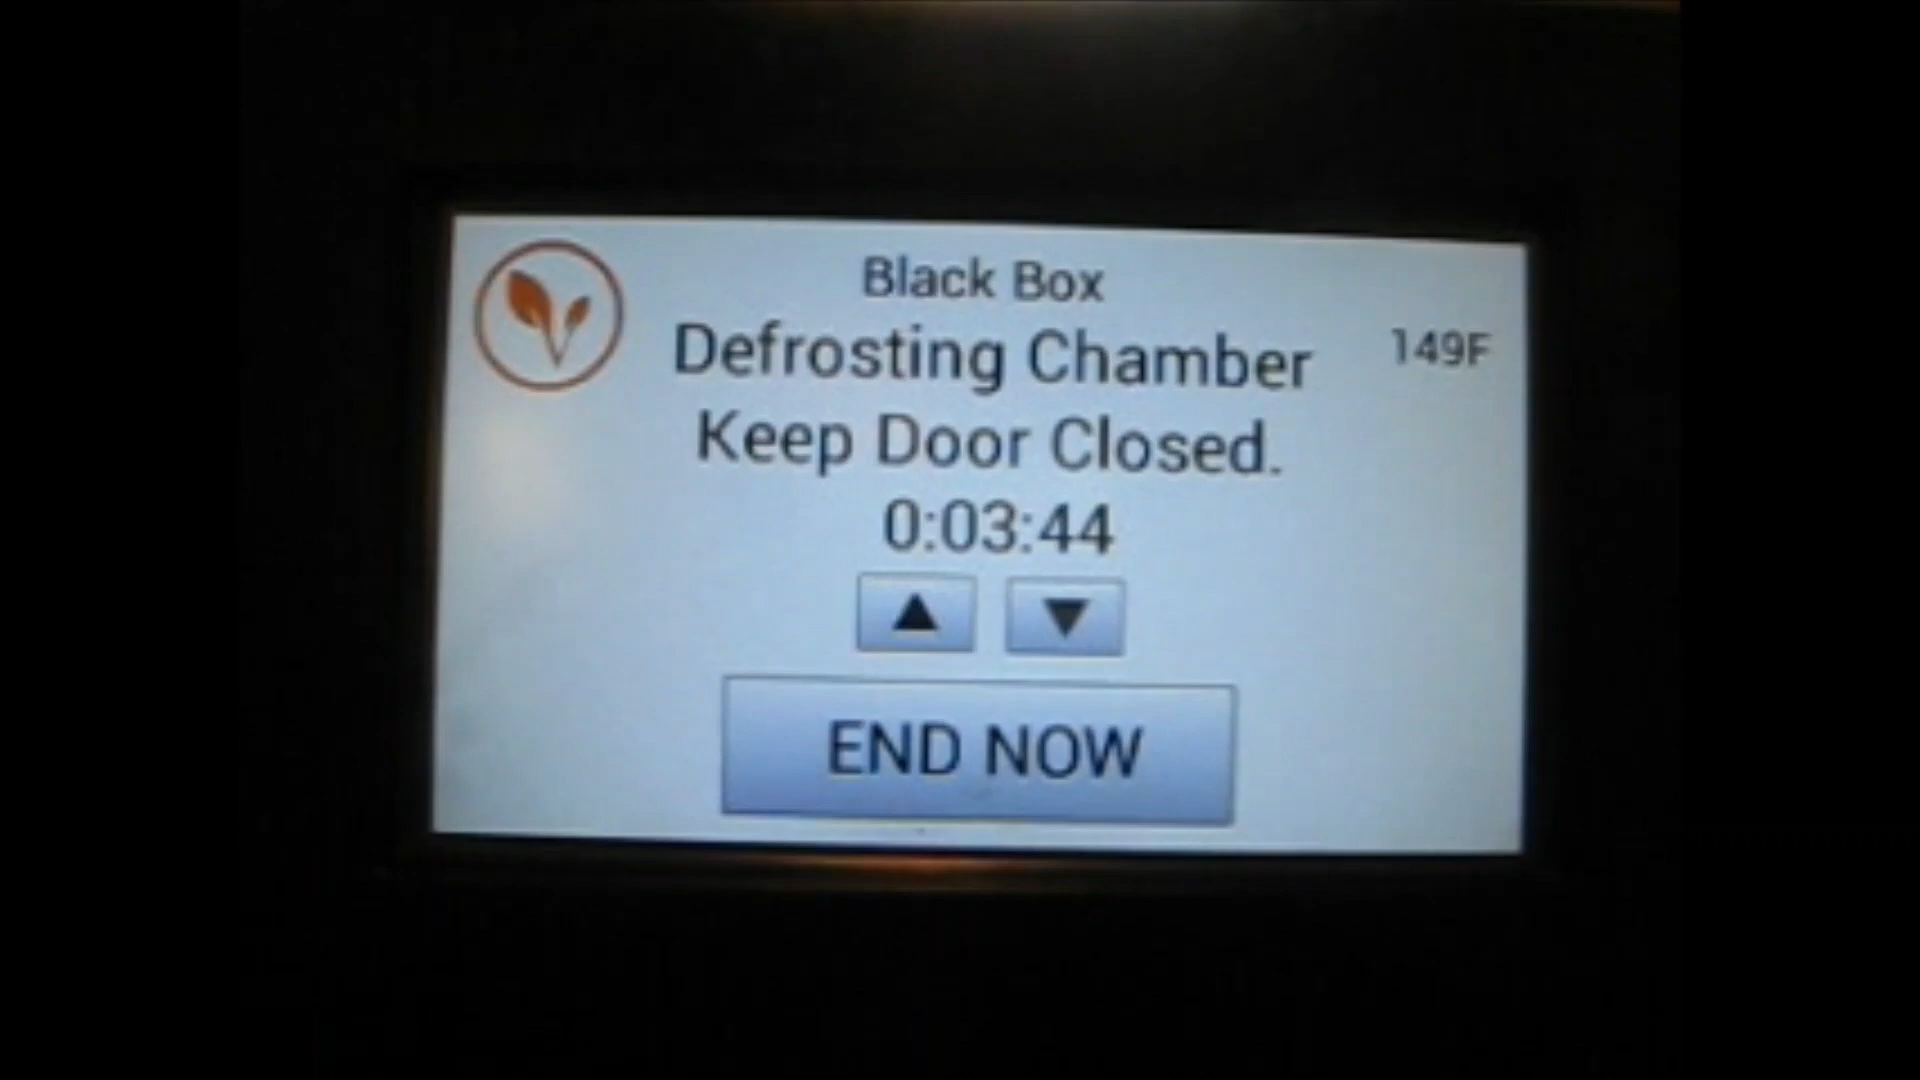 Black Box
Defrosting Chamber
149F
Keep Door Closed.
0:03:44
END NOW